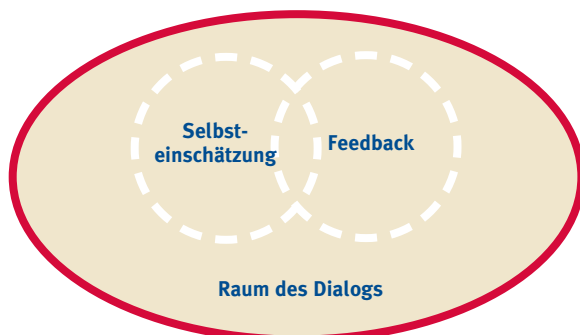 Selbst-
einschätzung
Feedback
Raum des Dialogs